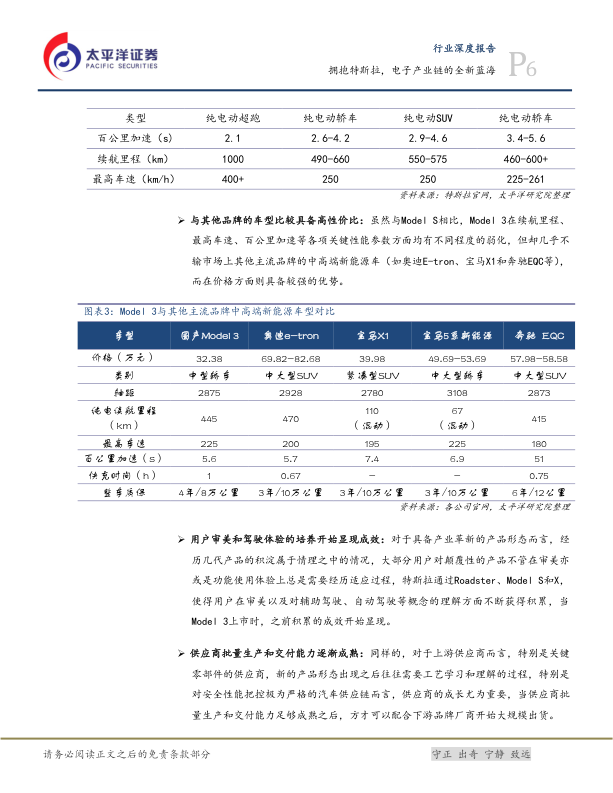 太平洋证券
PACIFIC SECURITIES
行业深度报告
拥抱特斯拉，电子产业链的全新蓝海
P6
类型 纯电动超跑 纯电动轿车 纯电动SUV 纯电动轿车
百公里加速（s） 2.1 2.6-4.2 2.9-4.6 3.4-5.6
续航里程（km） 1000 490-660 550-575 460-600+
最高车速（km/h） 400+ 250 250 225-261
资料来源：特斯拉官网，太平洋研究院整理
➢ 与其他品牌的车型比较具备高性价比：虽然与Model S相比，Model 3在续航里程、
最高车速、百公里加速等各项关键性能参数方面均有不同程度的弱化，但却几乎不
输市场上其他主流品牌的中高端新能源车（如奥迪E-tron、宝马X1和奔驰EQC等），
而在价格方面则具备较强的优势。
图表3：Model 3与其他主流品牌中高端新能源车型对比
车型 国产Model 3 奥迪e-tron 宝马X1 宝马5系新能源 奔驰 EQC
价格（万元） 32.38 69.82-82.68 39.98 49.69-53.69 57.98-58.58
类别 中型轿车 中大型SUV 紧凑型SUV 中大型轿车 中大型SUV
轴距 2875 2928 2780 3108 2873
纯电续航里程（km） 445 470 110（混动） 67（混动） 415
最高车速 225 200 195 225 180
百公里加速（s） 5.6 5.7 7.4 6.9 51
快充时间（h） 1 0.67 - - 0.75
整车质保 4年/8万公里 3年/10万公里 3年/10万公里 3年/10万公里 6年/12公里
资料来源：各公司官网，太平洋研究院整理
➢ 用户审美和驾驶体验的培养开始显现成效：对于具备产业革新的产品形态而言，经
历几代产品的积淀属于情理之中的情况，大部分用户对颠覆性的产品不管在审美亦
或是功能使用体验上总是需要经历适应过程，特斯拉通过Roadster、Model S和X，
使得用户在审美以及对辅助驾驶、自动驾驶等概念的理解方面不断获得积累，当
Model 3上市时，之前积累的成效开始显现。
➢ 供应商批量生产和交付能力逐渐成熟：同样的，对于上游供应商而言，特别是关键
零部件的供应商，新的产品形态出现之后往往需要工艺学习和理解的过程，特别是
对安全性能把控极为严格的汽车供应链而言，供应商的成长尤为重要，当供应商批
量生产和交付能力足够成熟之后，方才可以配合下游品牌厂商开始大规模出货。
请务必阅读正文之后的免责条款部分
守正 出奇 宁静 致远